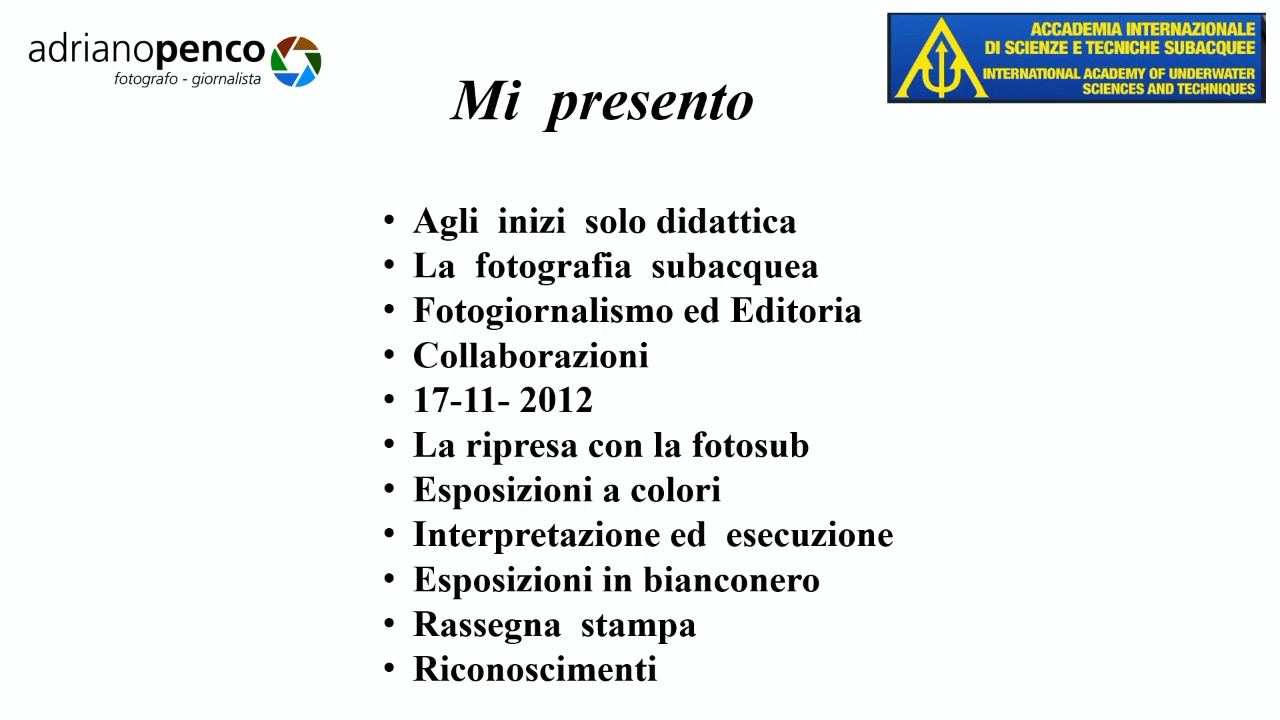 adrianopenco
fotografo - giornalista
ACCADEMIA INTERNAZIONALE
DI SCIENZE E TECNICHE SUBACQUEE
INTERNATIONAL ACADEMY OF UNDERWATER
SCIENCES AND TECHNIQUES
Mi presento
• Agli inizi solo didattica
• La fotografia subacquea
• Fotogiornalismo ed Editoria
• Collaborazioni
• 17-11- 2012
• La ripresa con la fotosub
• Esposizioni a colori
• Interpretazione ed esecuzione
• Esposizioni in bianconero
• Rassegna stampa
• Riconoscimenti